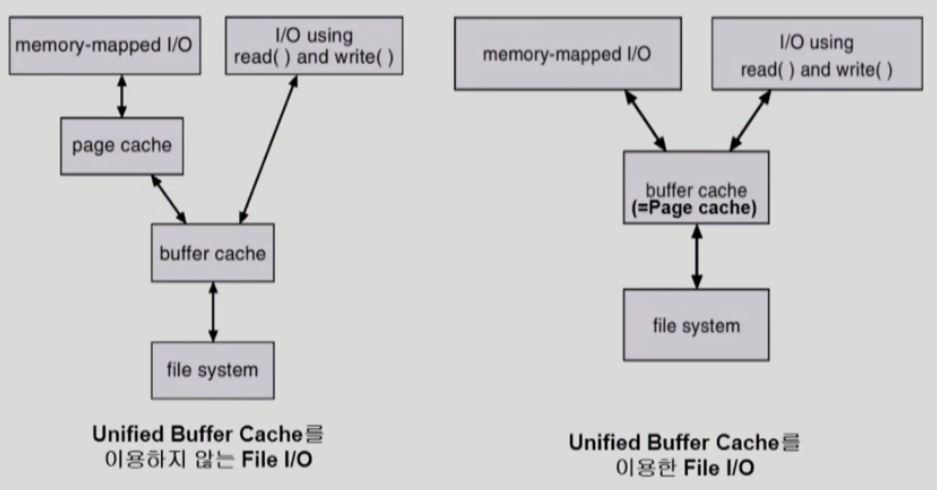 memory-mapped I/O
I/O using
read( ) and write( )
page cache
buffer cache
file system
Unified Buffer Cache를
이용하지 않는 File I/O
memory-mapped I/O
I/O using
read( ) and write( )
buffer cache
(=Page cache)
file system
Unified Buffer Cache를
이용한 File I/O